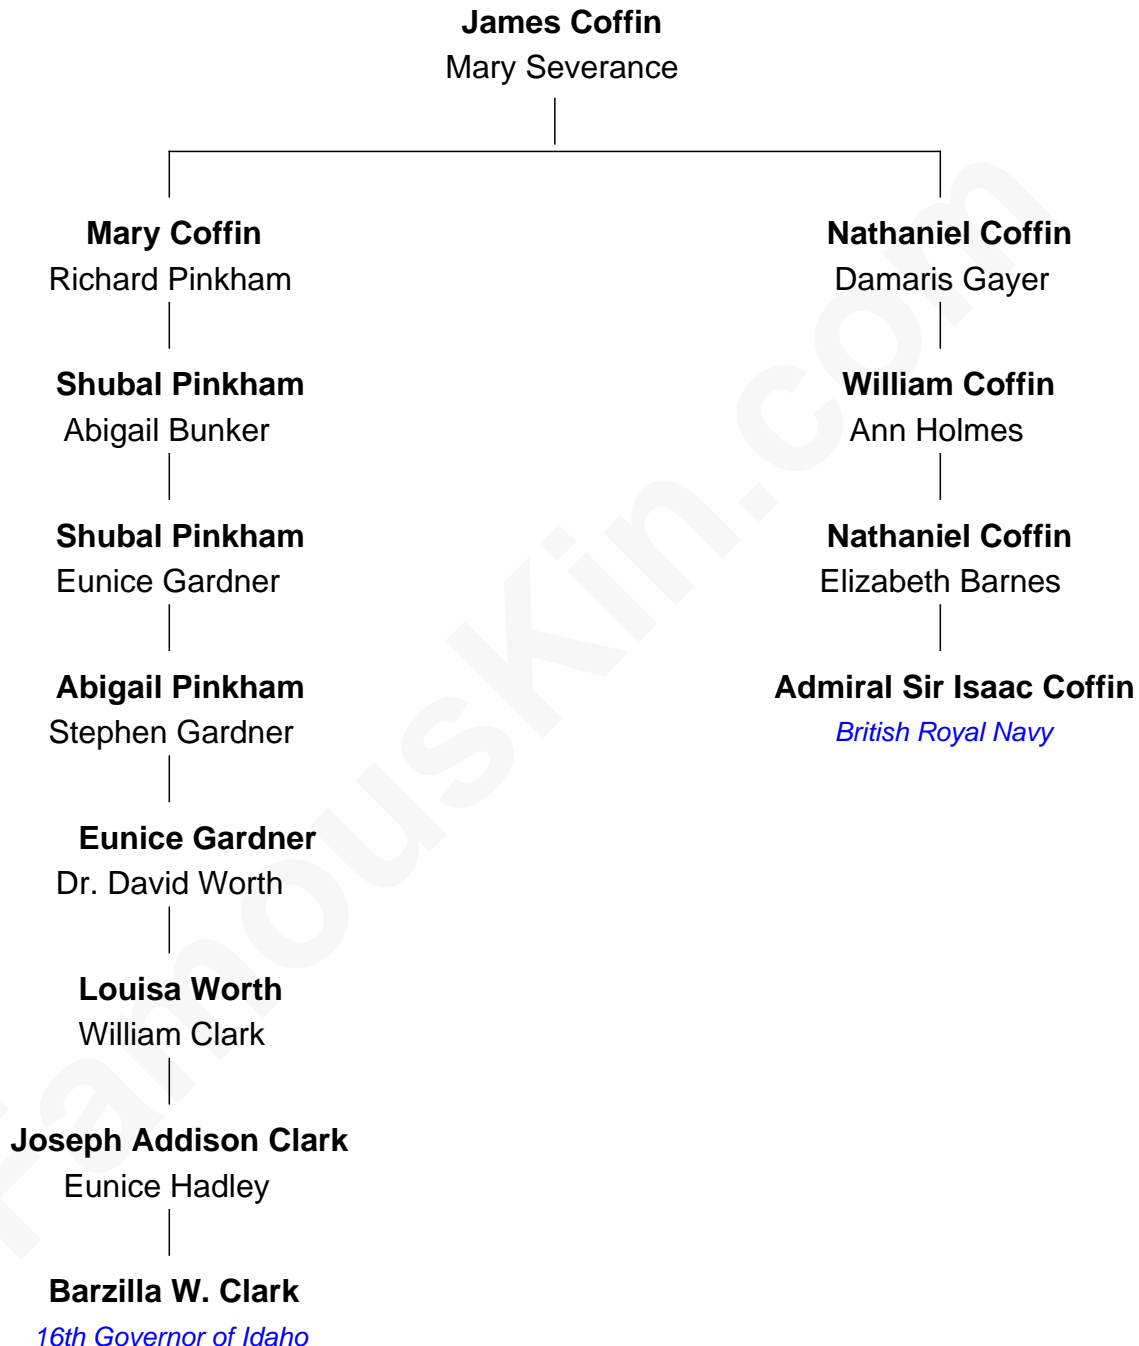 James Coffin
Mary Severance
Mary Coffin
Richard Pinkham
Shubal Pinkham
Abigail Bunker
Shubal Pinkham
Eunice Gardner
Abigail Pinkham
Stephen Gardner
Eunice Gardner
Dr. David Worth
Louisa Worth
William Clark
Joseph Addison Clark
Eunice Hadley
Barzilla W. Clark
16th Governor of Idaho
Nathaniel Coffin
Damaris Gayer
William Coffin
Ann Holmes
Nathaniel Coffin
Elizabeth Barnes
Admiral Sir Isaac Coffin
British Royal Navy
FamousKin.com